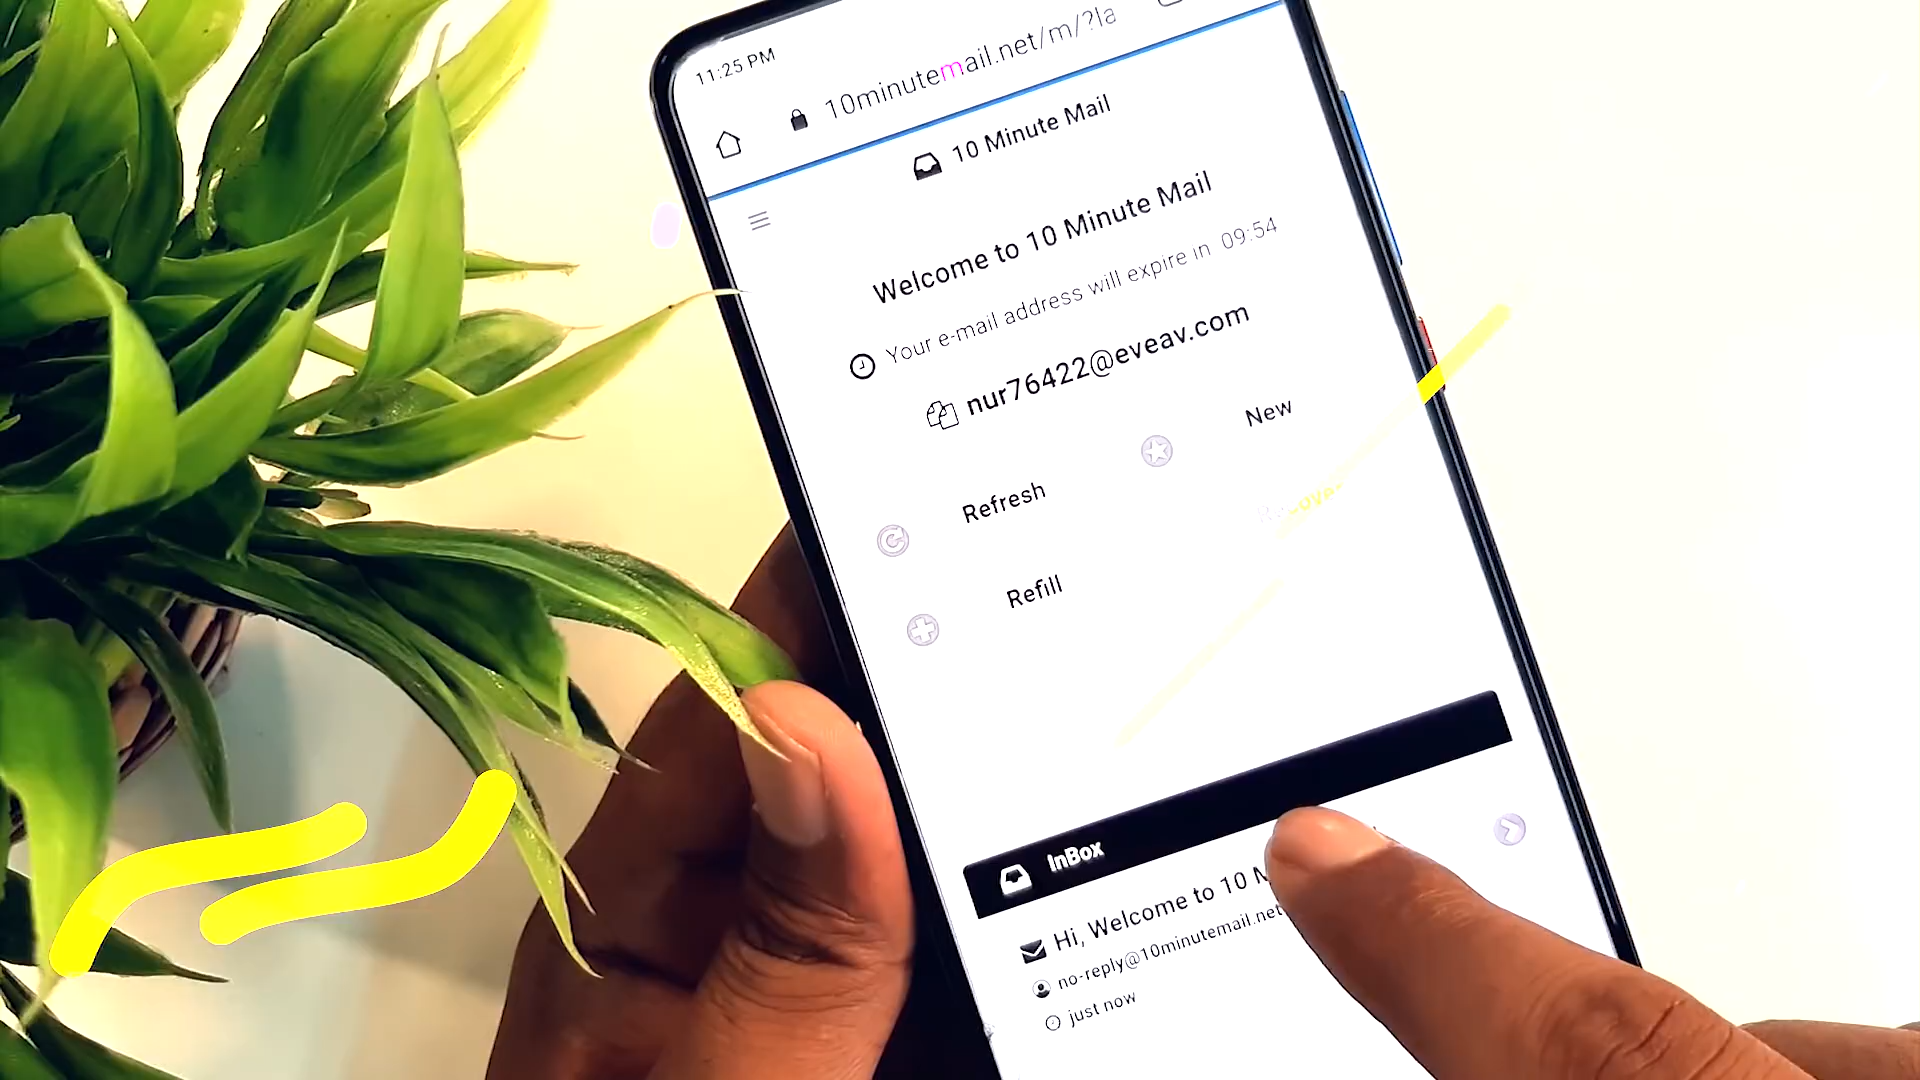 11:25 PM
10minutemail.net/m/?la
10 Minute Mail
Welcome to 10 Minute Mail
Your e-mail address will expire in 09:54
nur76422@eveav.com
New
Refresh
Recover
Refill
InBox
Hi, Welcome to 10 M
no-reply@10minutemail.net
just now